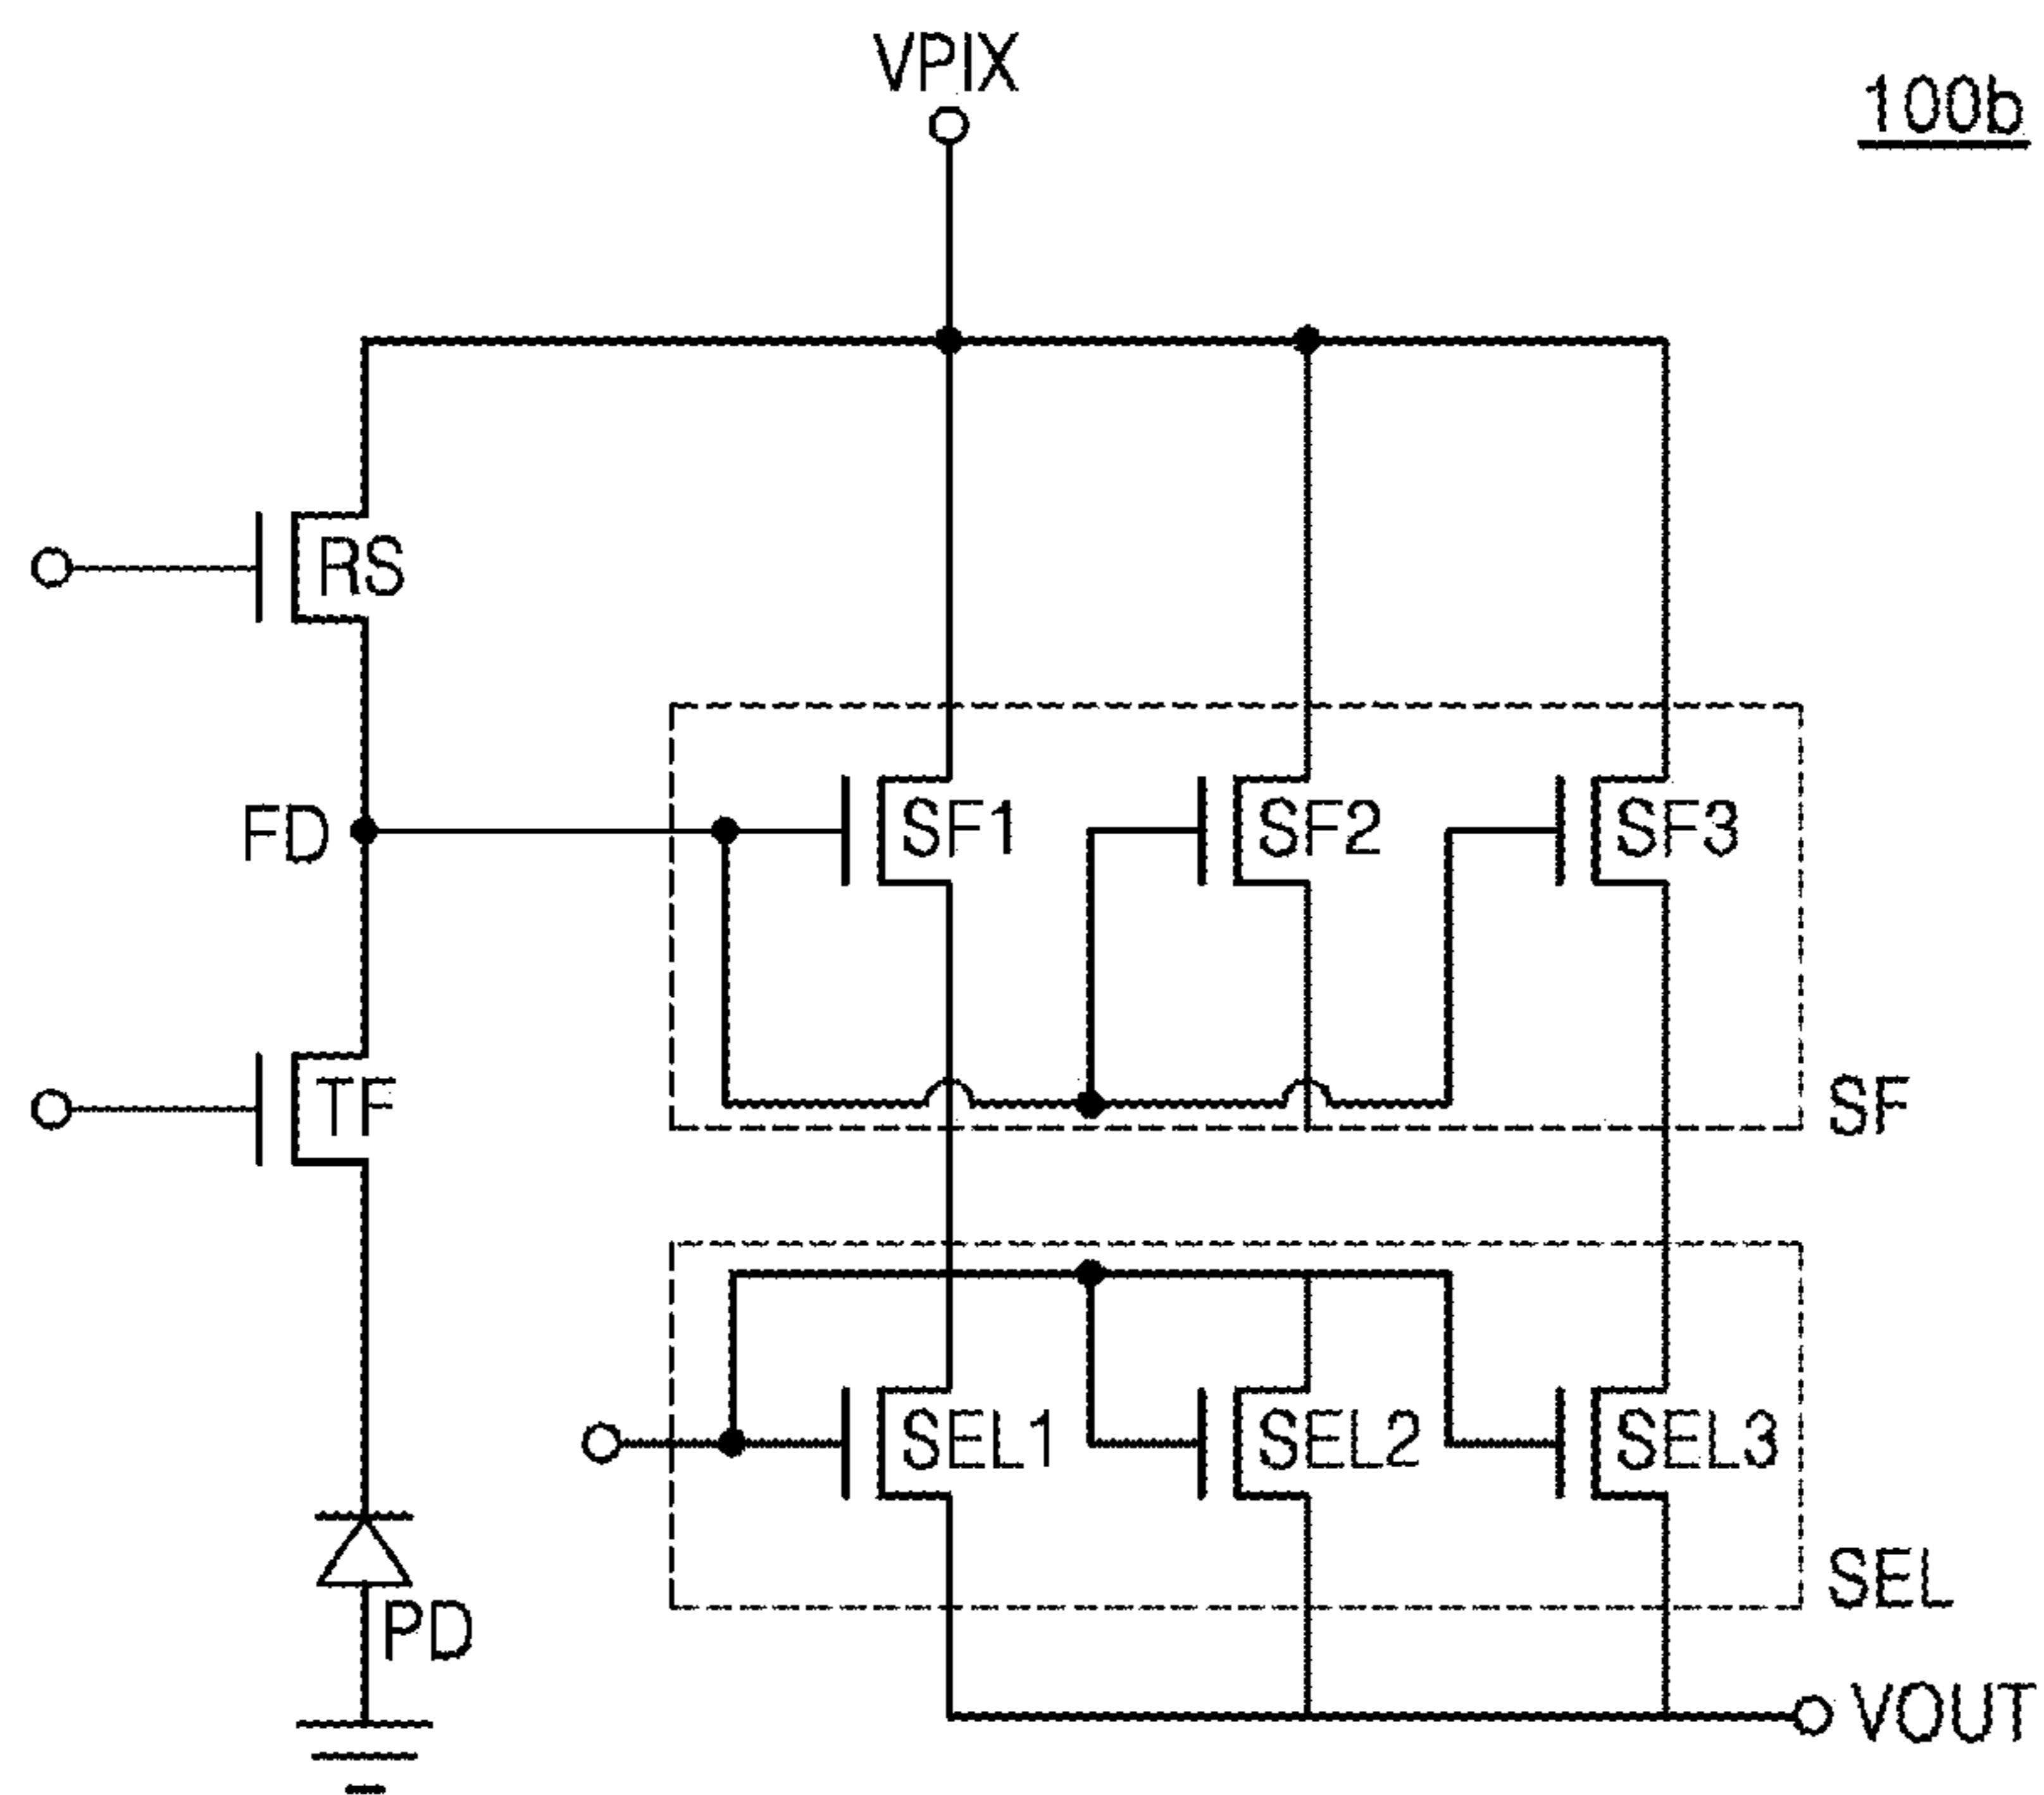 VPIX
100b
RS
FD
SF1
SF2
SF3
TF
SF
SEL1
SEL2
SEL3
SEL
PD
VOUT